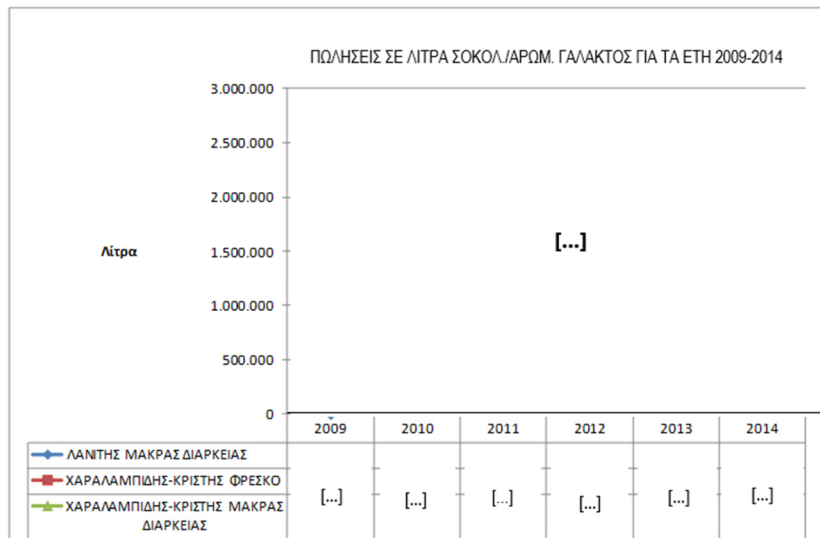 ΠΩΛΗΣΕΙΣ ΣΕ ΛΙΤΡΑ ΣΟΚΟΛ./ΑΡΩΜ. ΓΑΛΑΚΤΟΣ ΓΙΑ ΤΑ ΕΤΗ 2009-2014
3.000.000
2.500.000
2.000.000
Λίτρα
1.500.000
[...]
1.000.000
500.000
0
2009 2010 2011 2012 2013 2014
ΛΑΝΙΤΗΣ ΜΑΚΡΑΣ ΔΙΑΡΚΕΙΑΣ
ΧΑΡΑΛΑΜΠΙΔΗΣ-ΚΡΙΣΤΗΣ ΦΡΕΣΚΟ
[...] [...] [...] [...] [...] [...]
ΧΑΡΑΛΑΜΠΙΔΗΣ-ΚΡΙΣΤΗΣ ΜΑΚΡΑΣ
ΔΙΑΡΚΕΙΑΣ